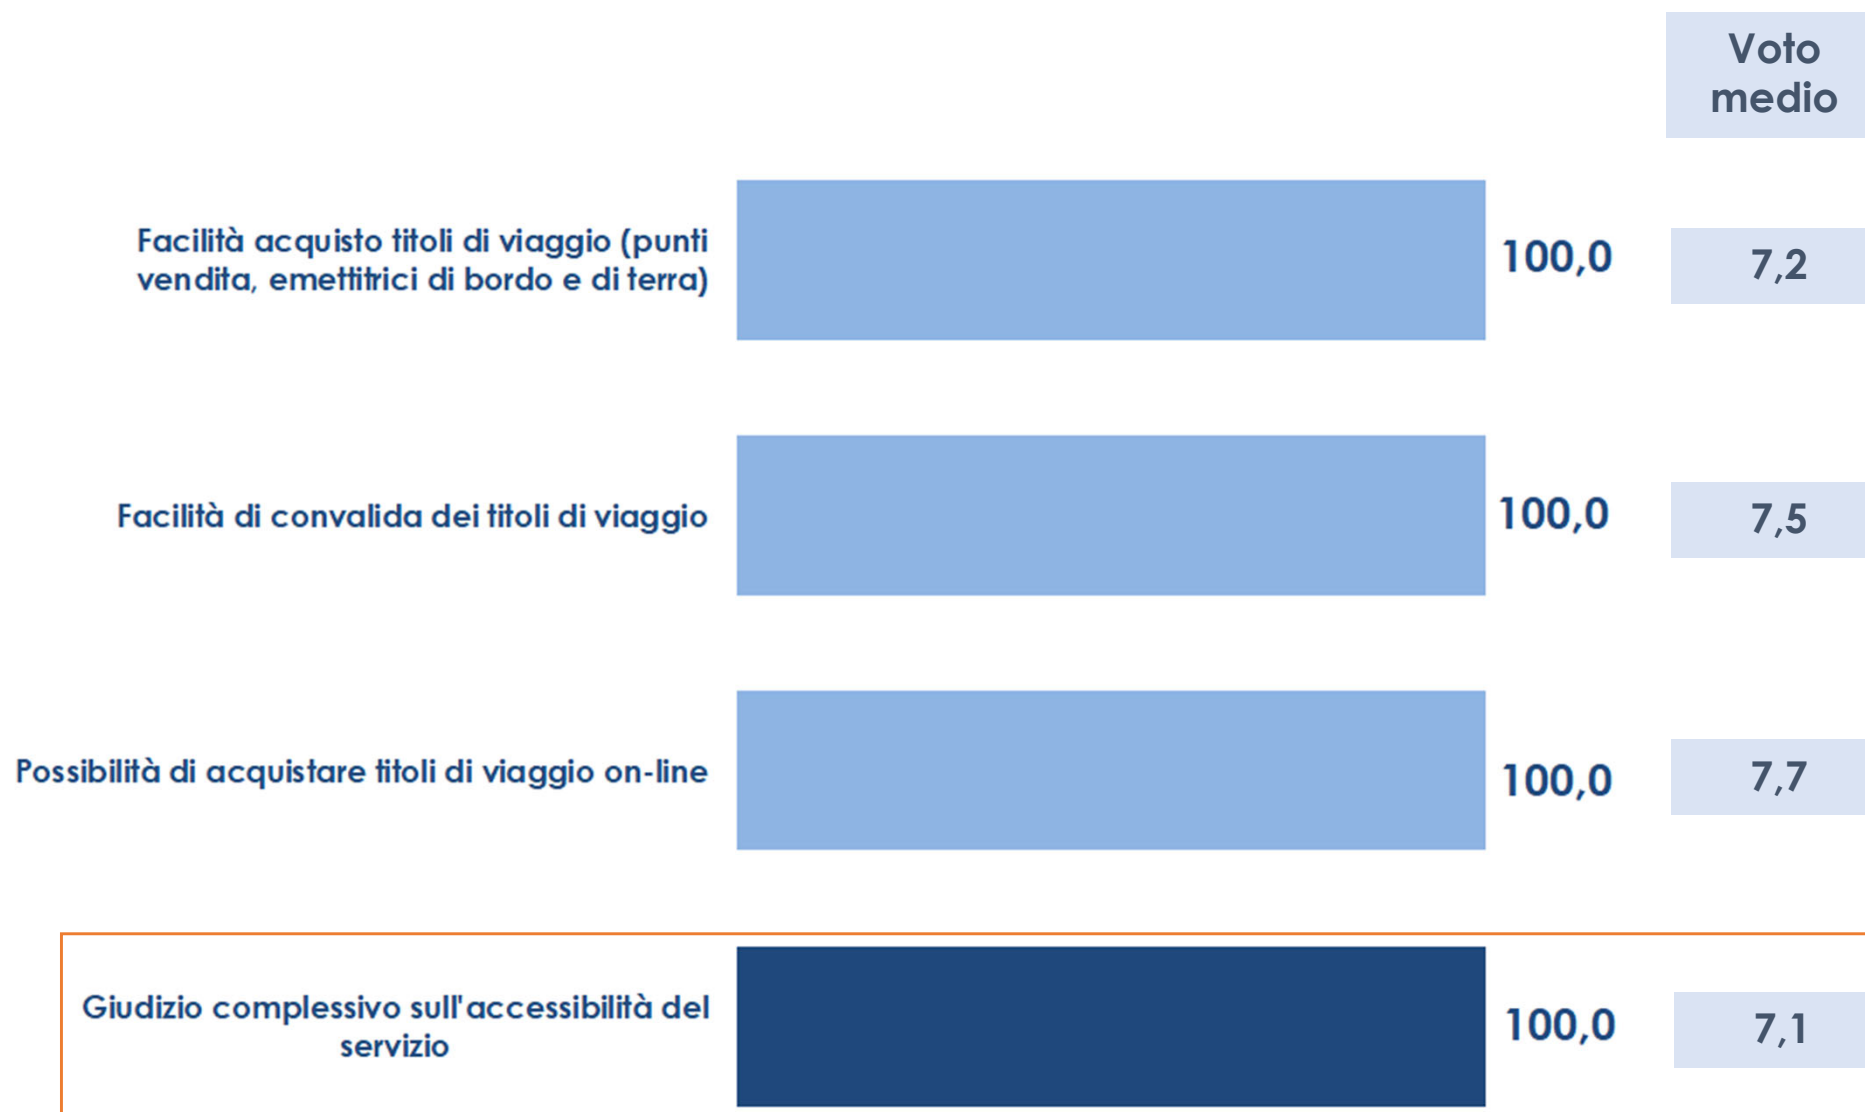 Voto
medio
Facilità acquisto titoli di viaggio (punti
vendita, emettitrici di bordo e di terra)
100,0
7,2
Facilità di convalida dei titoli di viaggio
100,0
7,5
Possibilità di acquistare titoli di viaggio on-line
100,0
7,7
Giudizio complessivo sull'accessibilità del
servizio
100,0
7,1